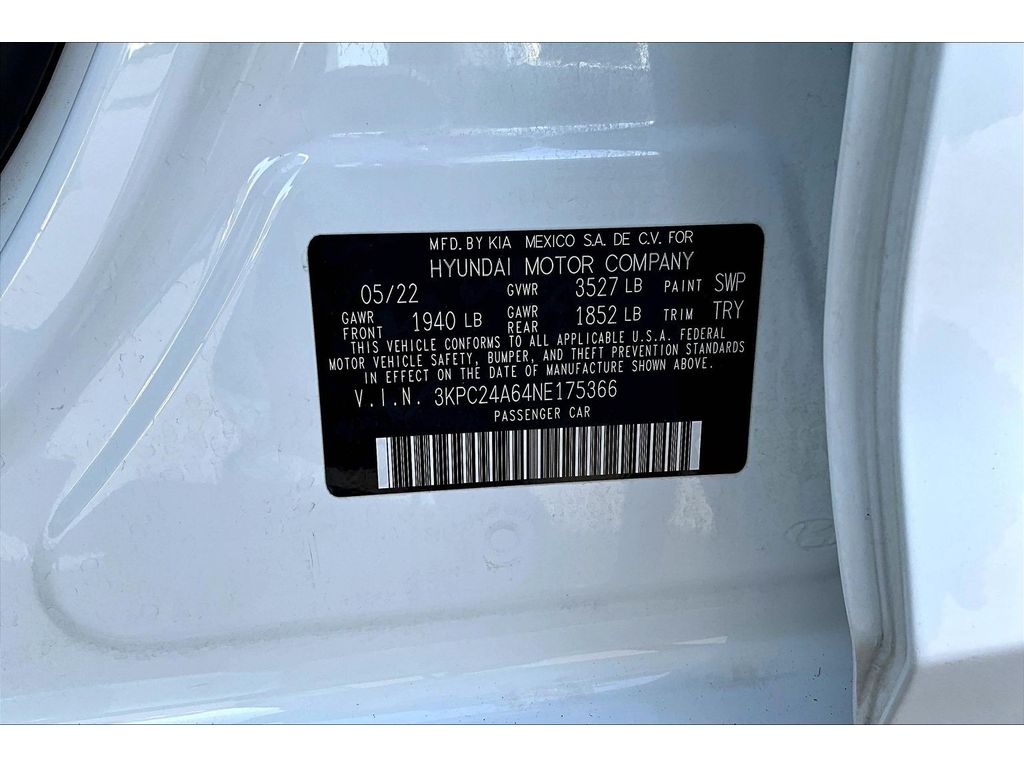 MFD. BY KIA MEXICO S.A. DE C.V. FOR
HYUNDAI MOTOR COMPANY
05/22 GVWR 3527 LB PAINT SWP
GAWR FRONT 1940 LB GAWR REAR 1852 LB TRIM TRY
THIS VEHICLE CONFORMS TO ALL APPLICABLE U.S.A. FEDERAL
MOTOR VEHICLE SAFETY, BUMPER, AND THEFT PREVENTION STANDARDS
IN EFFECT ON THE DATE OF MANUFACTURE SHOWN ABOVE.
V.I.N. 3KPC24A64NE175366
PASSENGER CAR